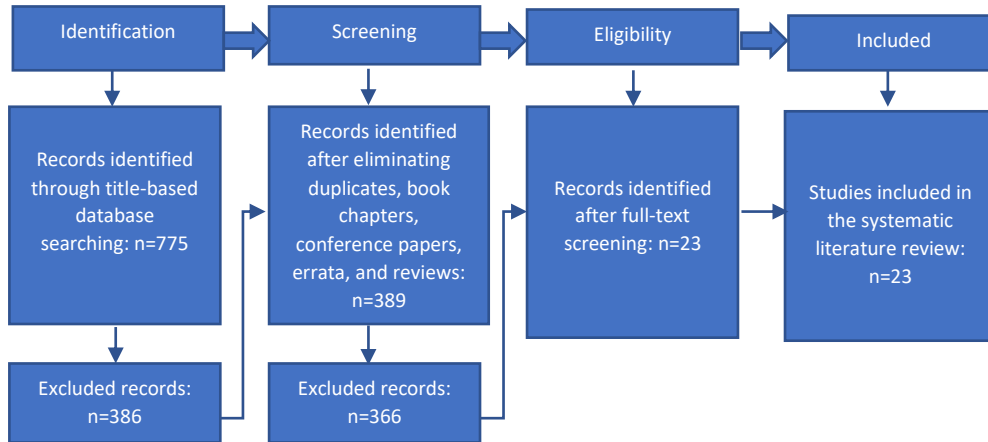 Identification
Screening
Eligibility
Included
Records identified
through title-based
database
searching: n=775
Excluded records:
n=386
Records identified
after eliminating
duplicates, book
chapters,
conference papers,
errata, and reviews:
n=389
Excluded records:
n=366
Records identified
after full-text
screening: n=23
Studies included in
the systematic
literature review:
n=23